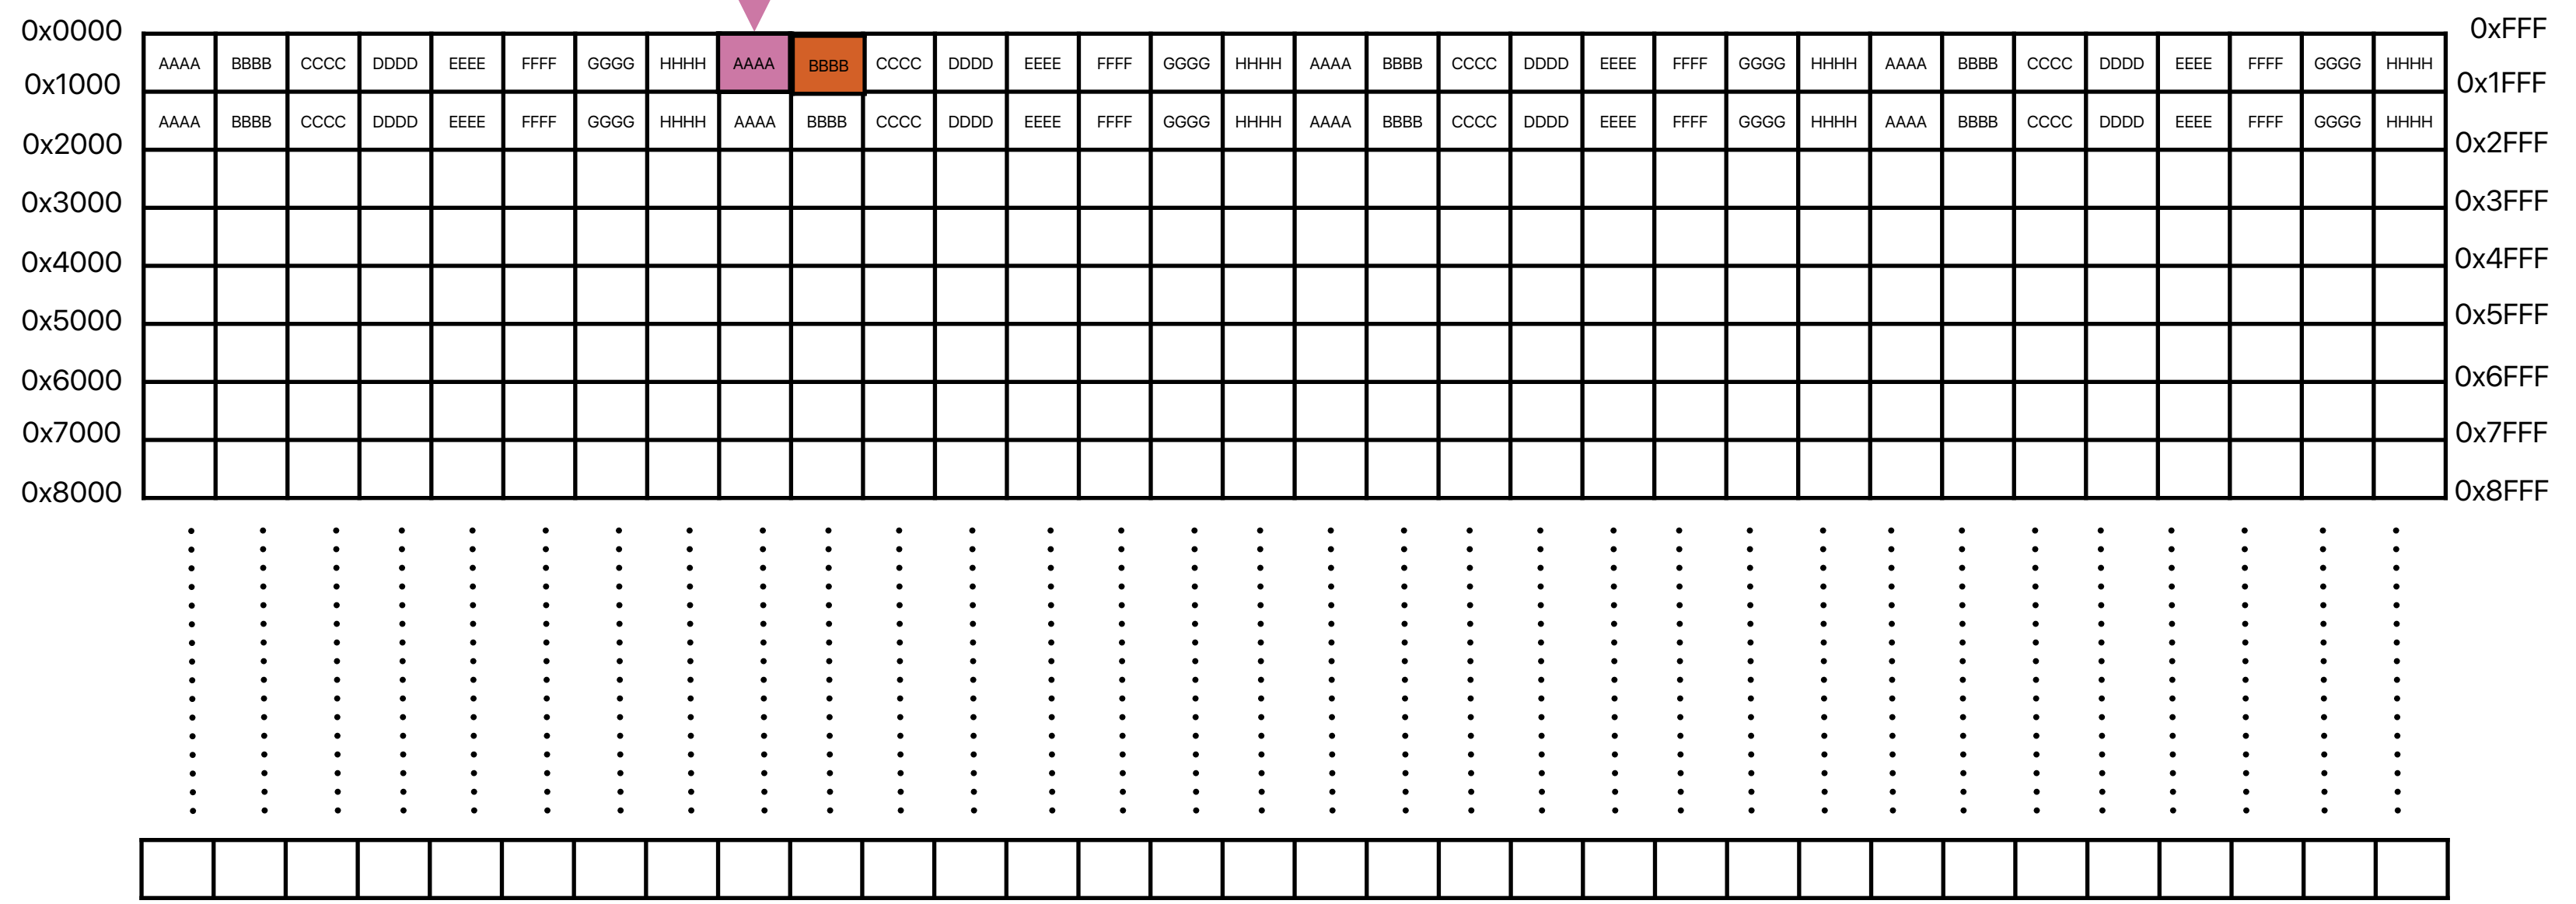 0x0000 0xFFF
AAAA BBBB CCCC DDDD EEEE FFFF GGGG HHHH AAAA BBBB CCCC DDDD EEEE FFFF GGGG HHHH AAAA BBBB CCCC DDDD EEEE FFFF GGGG HHHH AAAA BBBB CCCC DDDD EEEE FFFF GGGG HHHH
0x1000 0x1FFF
AAAA BBBB CCCC DDDD EEEE FFFF GGGG HHHH AAAA BBBB CCCC DDDD EEEE FFFF GGGG HHHH AAAA BBBB CCCC DDDD EEEE FFFF GGGG HHHH AAAA BBBB CCCC DDDD EEEE FFFF GGGG HHHH
0x2000 0x2FFF
0x3000 0x3FFF
0x4000 0x4FFF
0x5000 0x5FFF
0x6000 0x6FFF
0x7000 0x7FFF
0x8000 0x8FFF